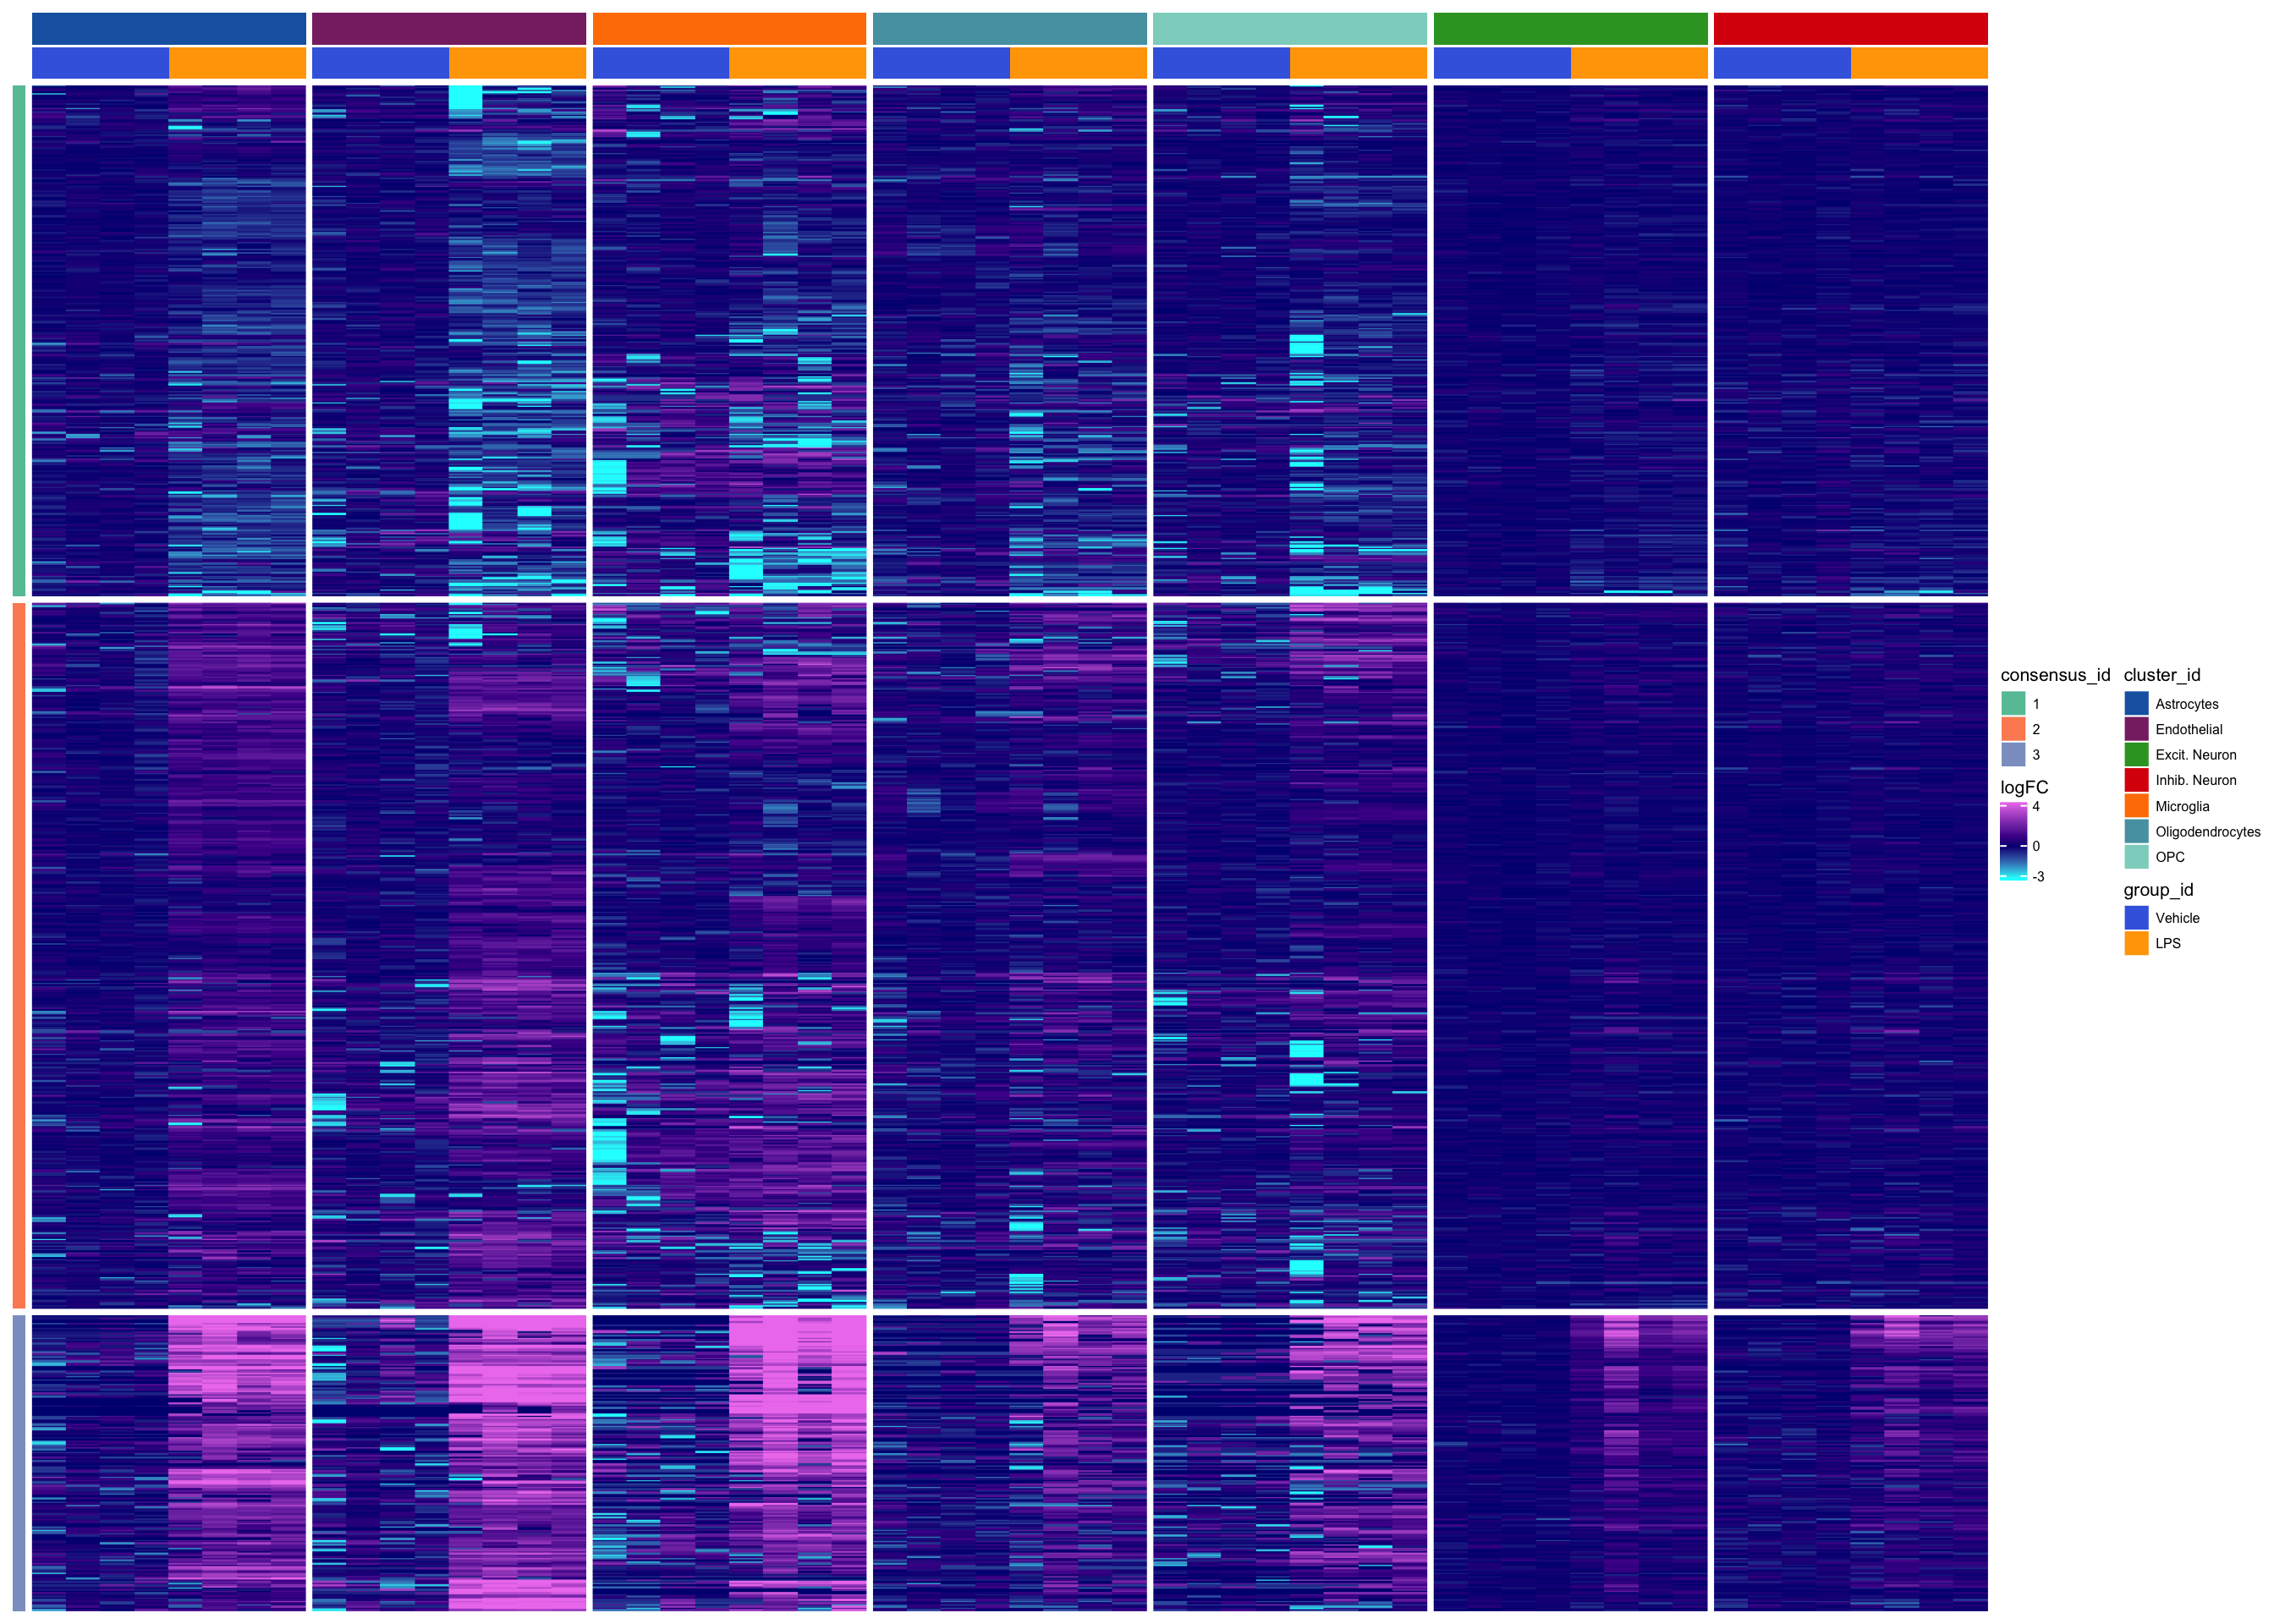 consensus_id
1
2
3
logFC
4
0
-3
cluster_id
Astrocytes
Endothelial
Excit. Neuron
Inhib. Neuron
Microglia
Oligodendrocytes
OPC
group_id
Vehicle
LPS